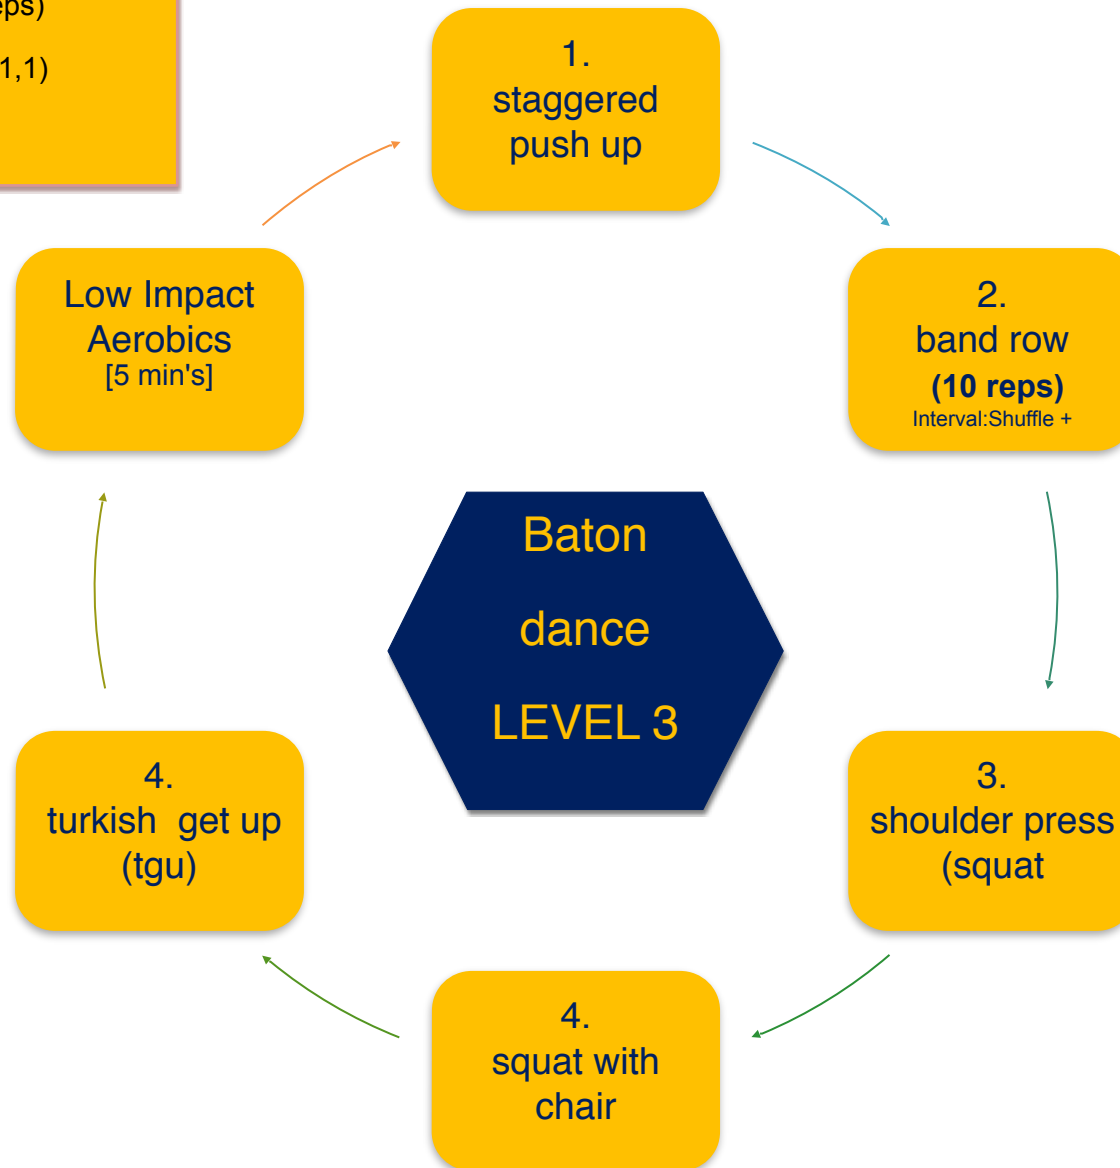 1,1)
1.
staggered
push up
2.
band row
(10 reps)
Interval:Shuffle +
3.
shoulder press
(squat
4.
squat with
chair
4.
turkish get up
(tgu)
Low Impact
Aerobics
[5 min's]
Baton
dance
LEVEL 3